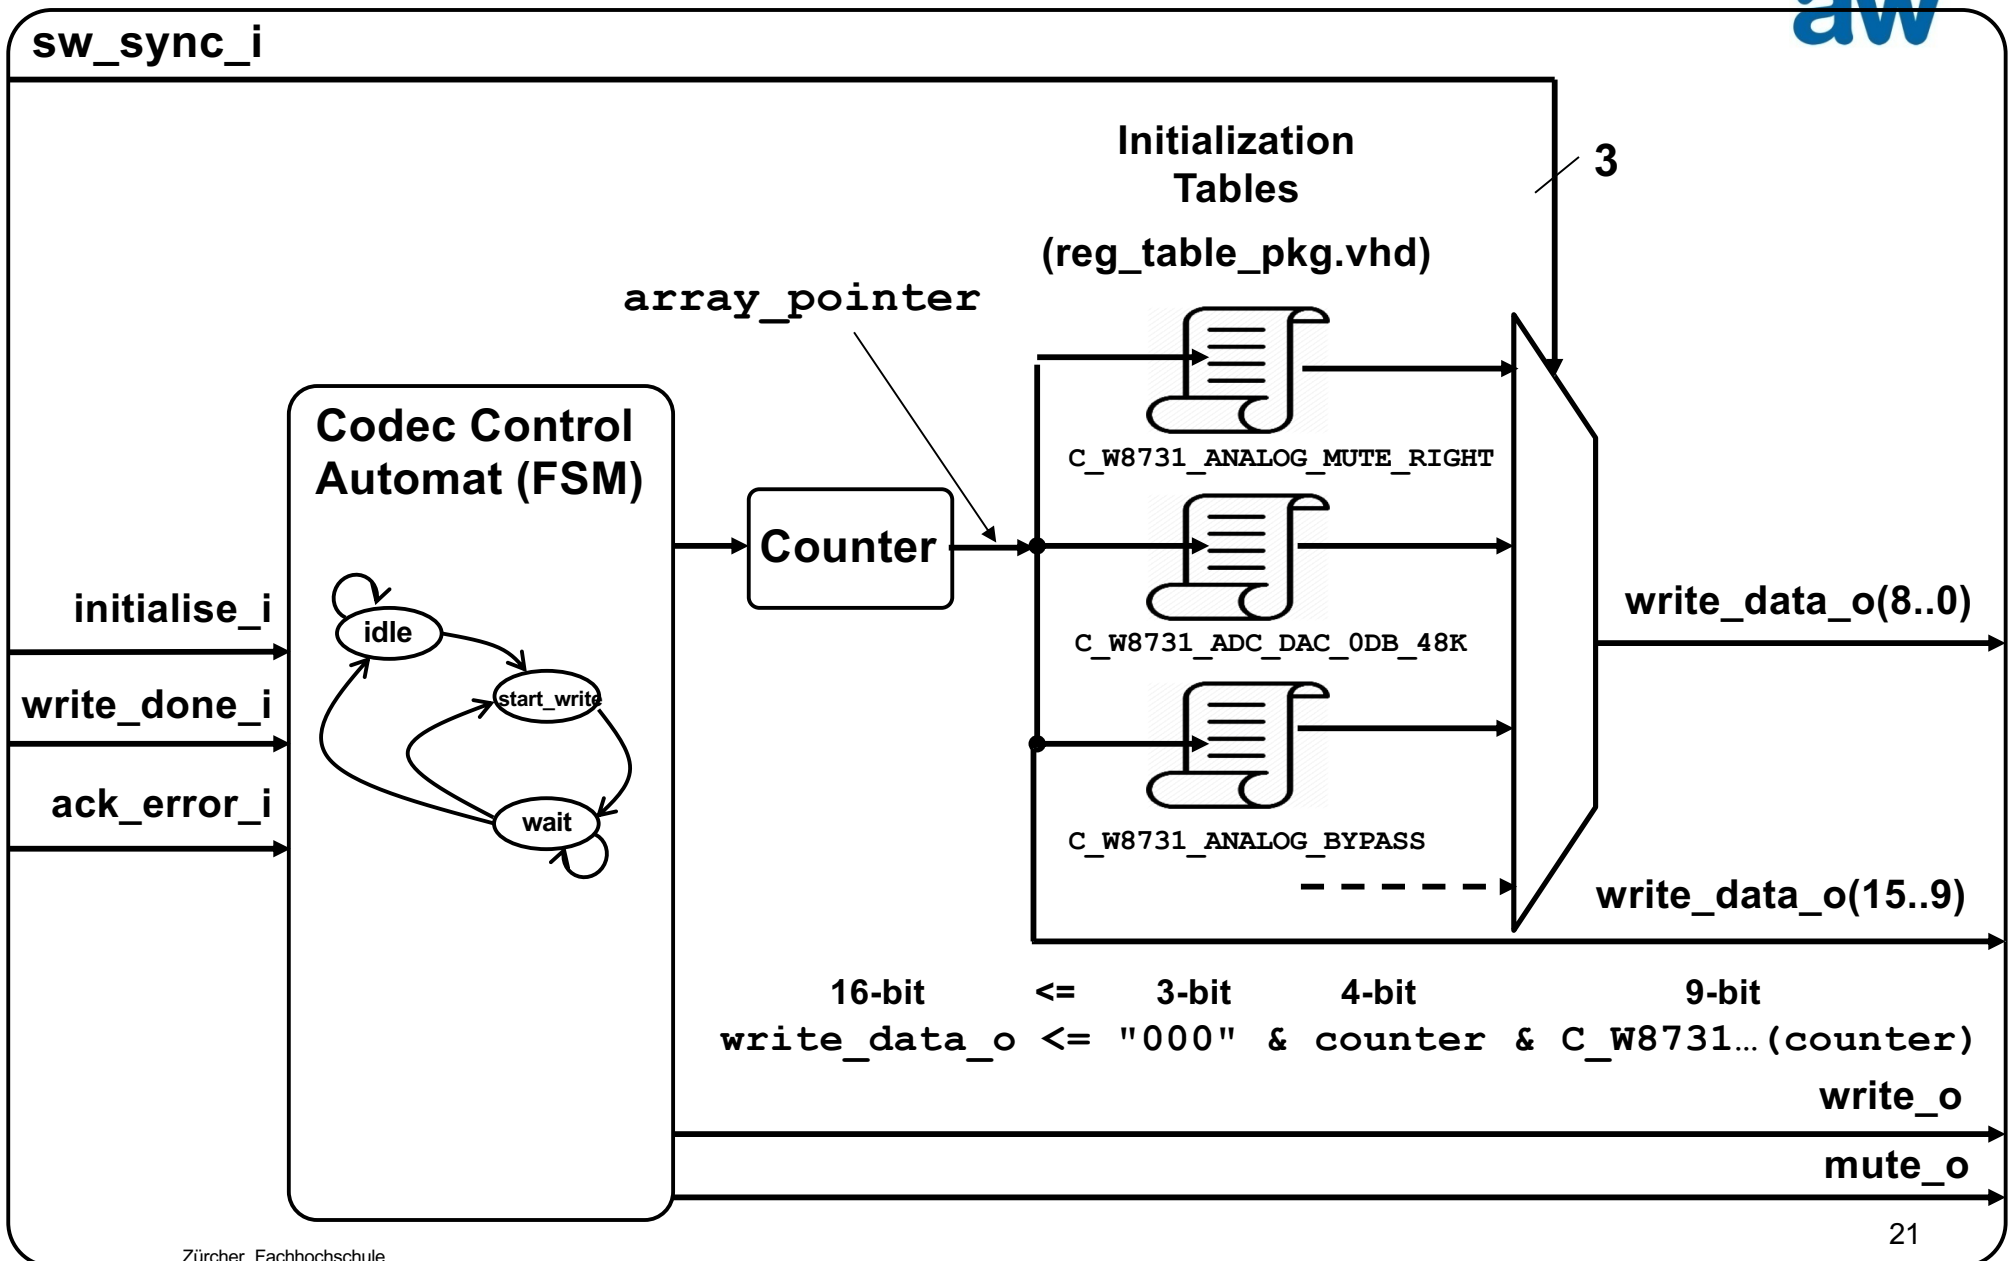 aw
sw_sync_i
Initialization
Tables
3
(reg_table_pkg.vhd)
array_pointer
Codec Control
Automat (FSM)
C_W8731_ANALOG_MUTE_RIGHT
Counter
initialise_i
idle
write_data_o(8..0)
C_W8731_ADC_DAC_0DB_48K
write_done_i
start_write
ack_error_i
wait
C_W8731_ANALOG_BYPASS
write_data_o(15..9)
16-bit <= 3-bit 4-bit 9-bit
write_data_o <= "000" & counter & C_W8731…(counter)
write_o
mute_o
21
Zürcher Fachhochschule